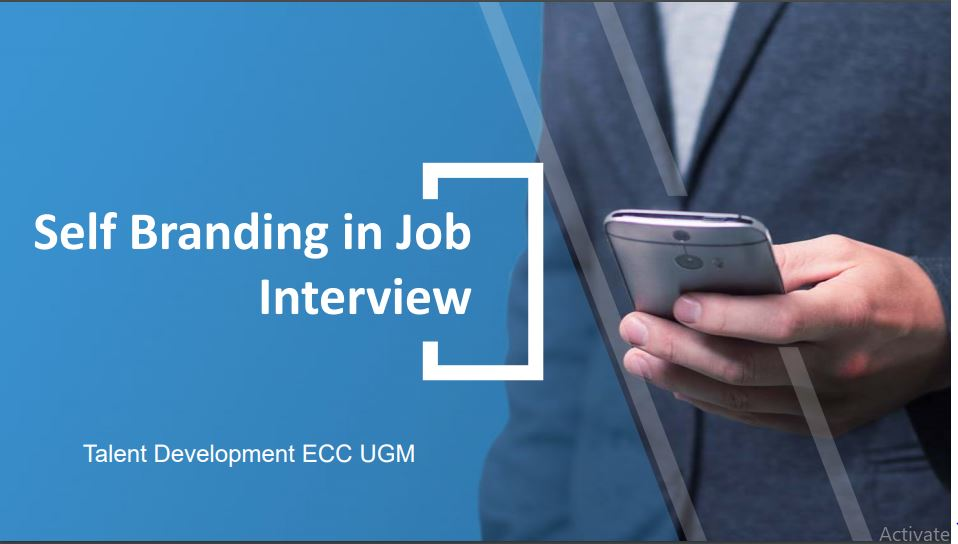 Self Branding in Job
Interview
Talent Development ECC UGM
Activate